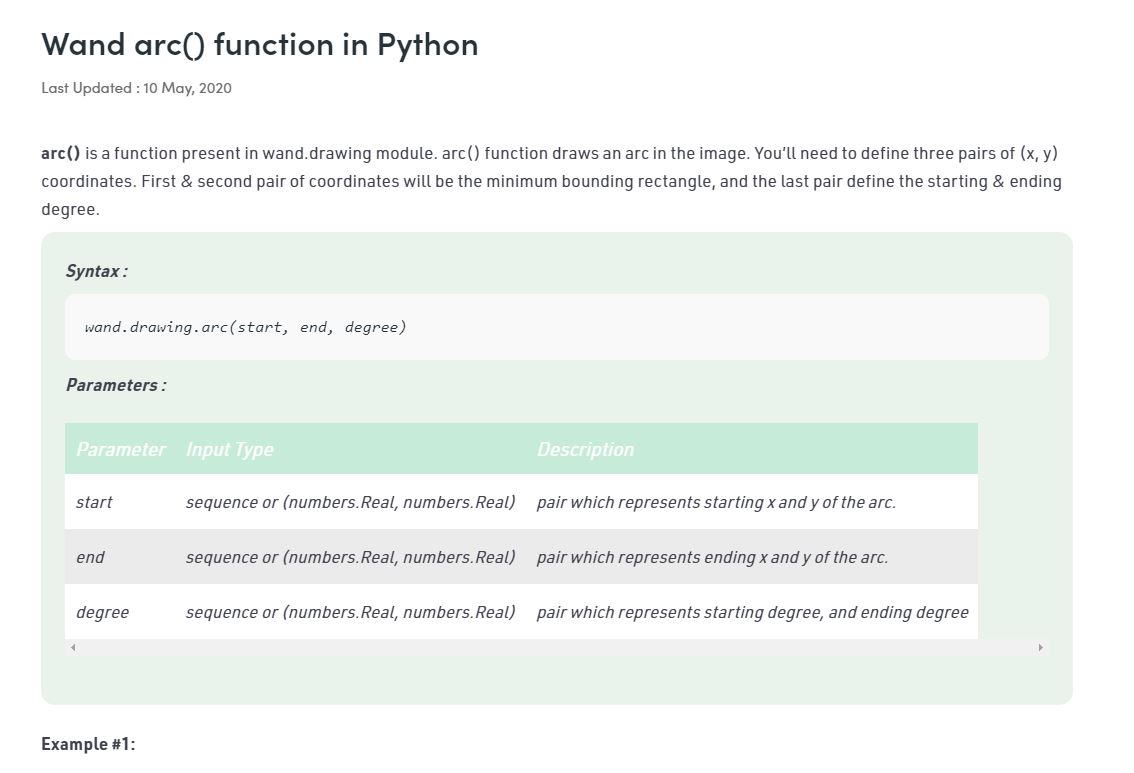 Wand arc() function in Python
Last Updated : 10 May, 2020
arc() is a function present in wand.drawing module. arc() function draws an arc in the image. You’ll need to define three pairs of (x, y)
coordinates. First & second pair of coordinates will be the minimum bounding rectangle, and the last pair define the starting & ending
degree.
Syntax :
wand.drawing.arc(start, end, degree)
Parameters :
Parameter Input Type Description
start sequence or (numbers.Real, numbers.Real) pair which represents starting x and y of the arc.
end sequence or (numbers.Real, numbers.Real) pair which represents ending x and y of the arc.
degree sequence or (numbers.Real, numbers.Real) pair which represents starting degree, and ending degree
Example #1: